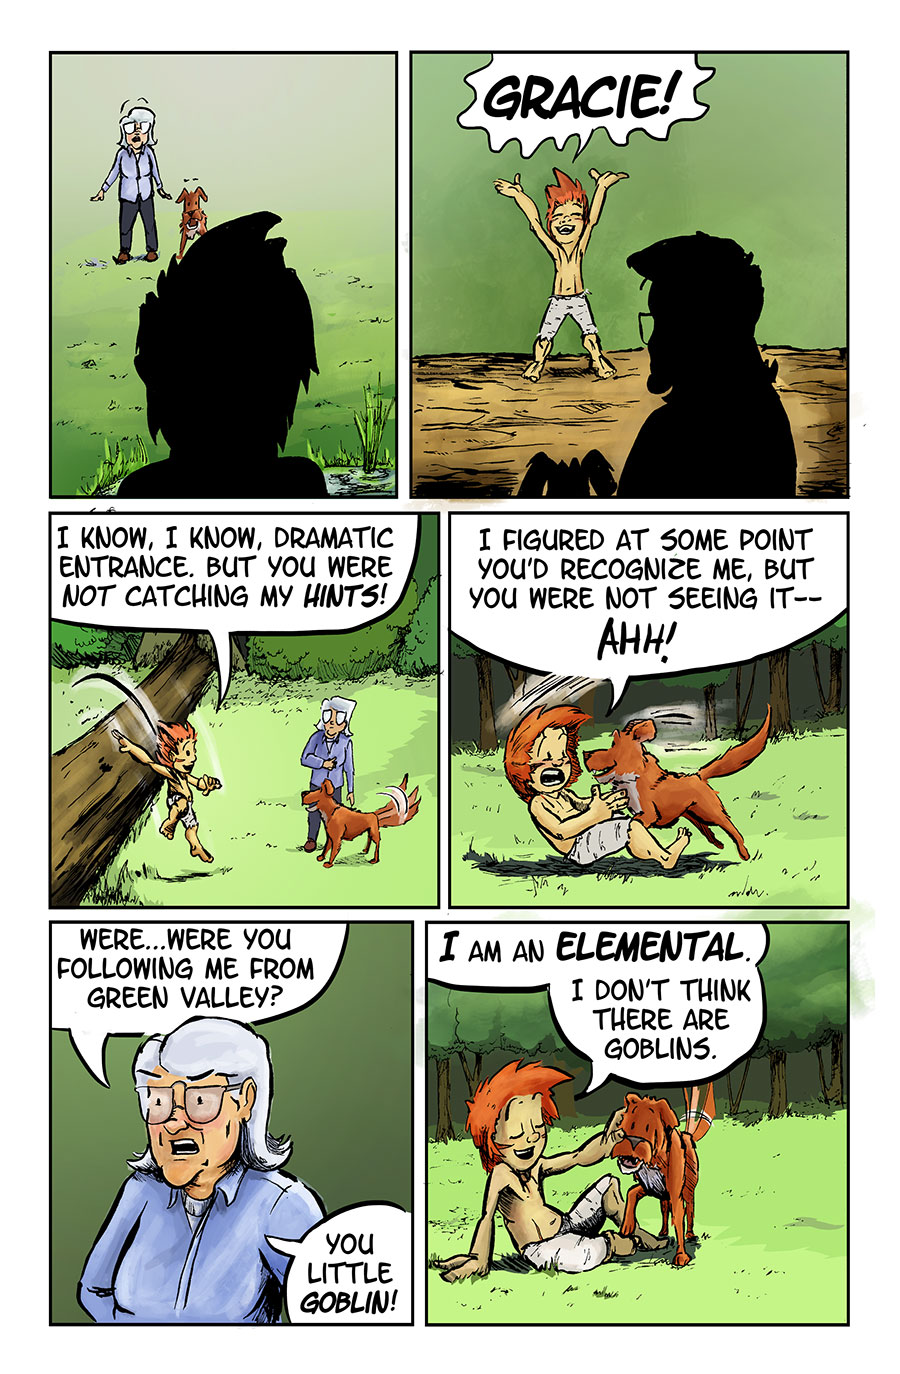 GRACIE!
I KNOW, I KNOW, DRAMATIC
ENTRANCE. BUT YOU WERE
NOT CATCHING MY HINTS!
I FIGURED AT SOME POINT
YOU'D RECOGNIZE ME, BUT
YOU WERE NOT SEEING IT--
AHH!
WERE...WERE YOU
FOLLOWING ME FROM
GREEN VALLEY?
YOU
LITTLE
GOBLIN!
I AM AN ELEMENTAL.
I DON'T THINK
THERE ARE
GOBLINS.